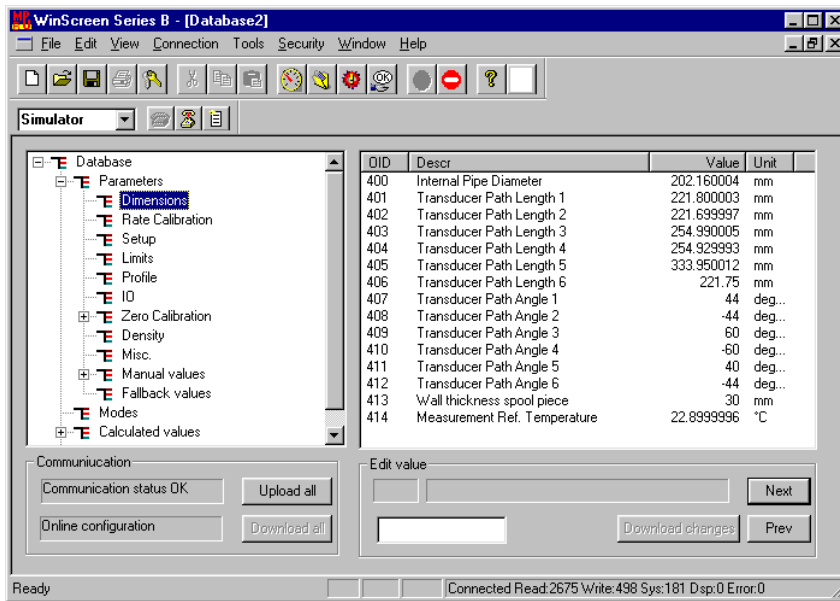 WinScreen Series B - [Database2]
File Edit View Connection Tools Security Window Help
OK
Simulator
Database
Parameters
Dimensions
Rate Calibration
Setup
Limits
Profile
IO
Zero Calibration
Density
Misc.
Manual values
Fallback values
Modes
Calculated values
OID Descr Value Unit
400 Internal Pipe Diameter 202.160004 mm
401 Transducer Path Length 1 221.800003 mm
402 Transducer Path Length 2 221.699997 mm
403 Transducer Path Length 3 254.990005 mm
404 Transducer Path Length 4 254.929993 mm
405 Transducer Path Length 5 333.950012 mm
406 Transducer Path Length 6 221.75 mm
407 Transducer Path Angle 1 44 deg...
408 Transducer Path Angle 2 -44 deg...
409 Transducer Path Angle 3 60 deg...
410 Transducer Path Angle 4 -60 deg...
411 Transducer Path Angle 5 40 deg...
412 Transducer Path Angle 6 -44 deg...
413 Wall thickness spool piece 30 mm
414 Measurement Ref. Temperature 22.8999996 °C
Communiucation
Communication status OK
Upload all
Online configuration
Download all
Edit value
Next
Download changes
Prev
Ready
Connected Read:2675 Write:498 Sys:181 Dsp:0 Error:0